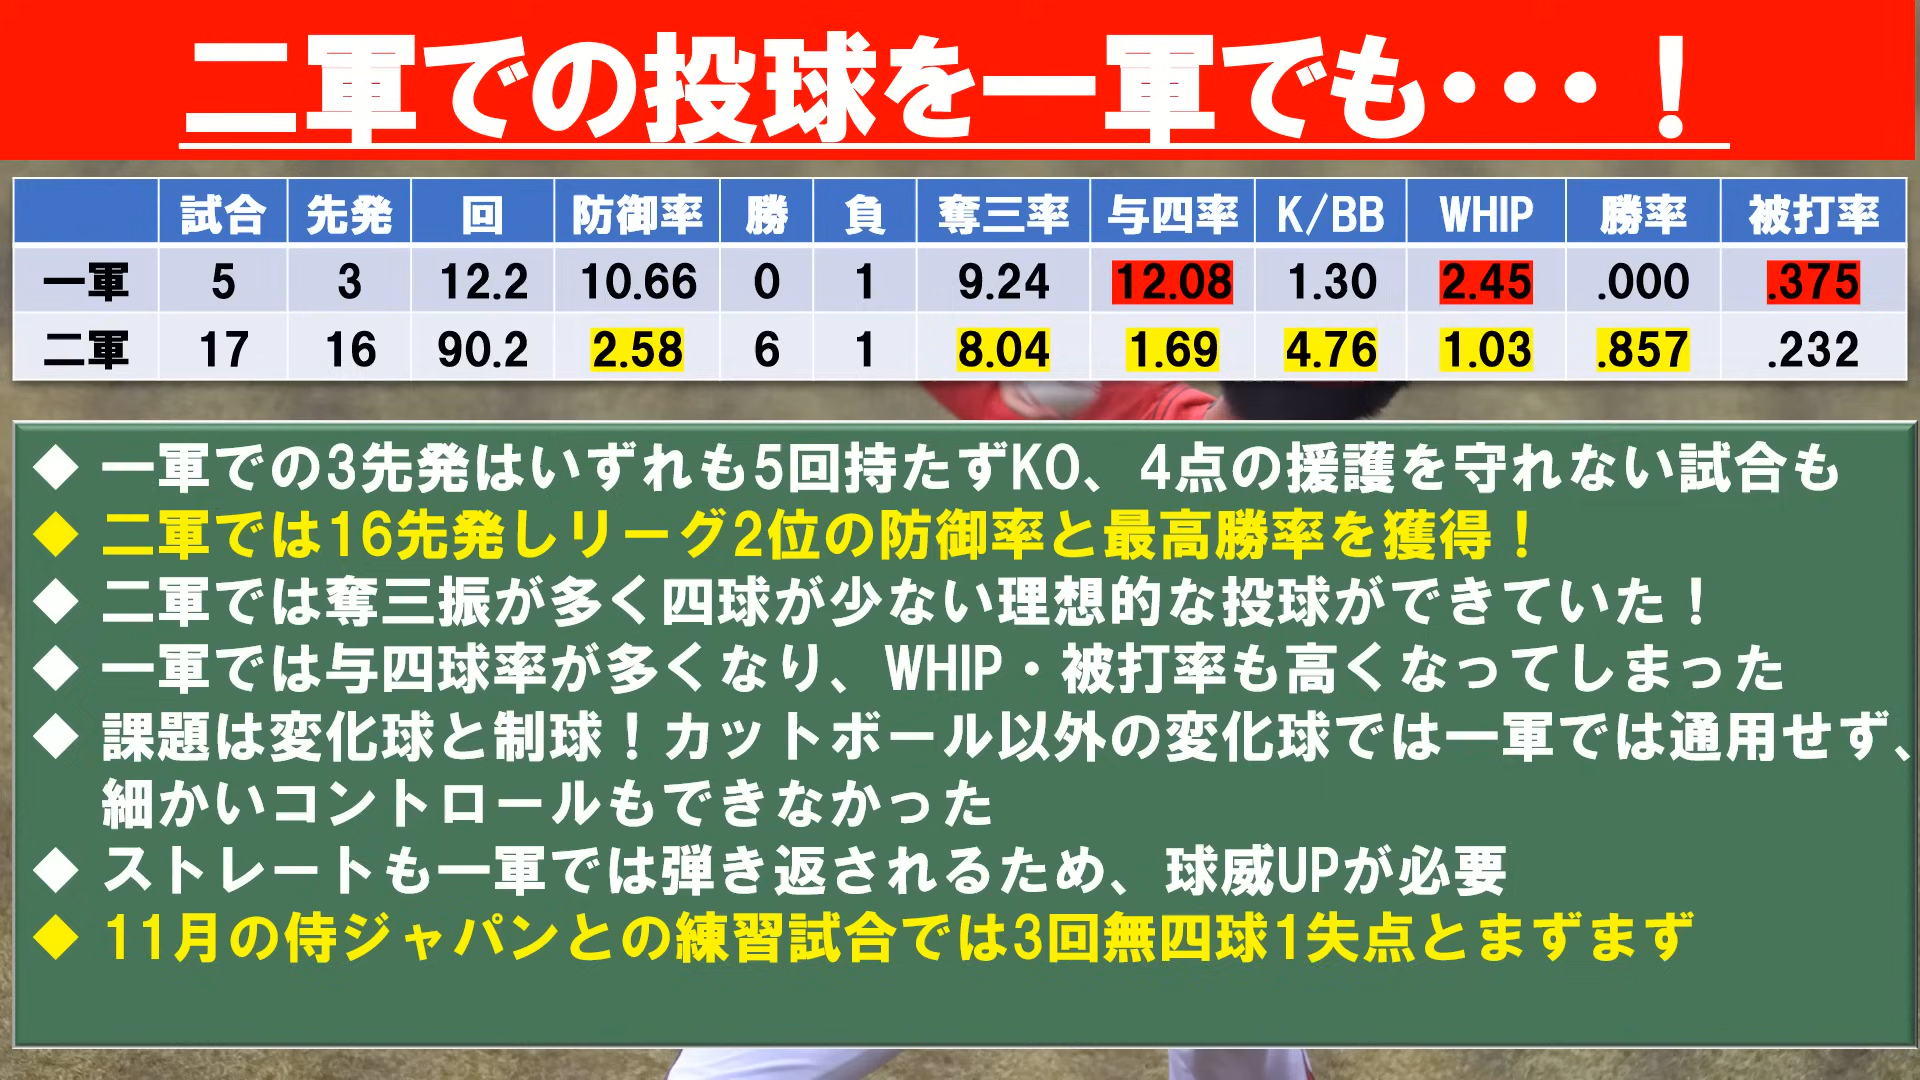 二軍での投球を一軍でも・・・！
試合 先発 回 防御率 勝 負 奪三率 与四率 K/BB WHIP 勝率 被打率
一軍 5 3 12.2 10.66 0 1 9.24 12.08 1.30 2.45 .000 .375
二軍 17 16 90.2 2.58 6 1 8.04 1.69 4.76 1.03 .857 .232
◆ 一軍での3先発はいずれも5回持たずKO、4点の援護を守れない試合も
◆ 二軍では16先発しリーグ2位の防御率と最高勝率を獲得！
◆ 二軍では奪三振が多く四球が少ない理想的な投球ができていた！
◆ 一軍では与四球率が多くなり、WHIP・被打率も高くなってしまった
◆ 課題は変化球と制球！カットボール以外の変化球では一軍では通用せず、
細かいコントロールもできなかった
◆ ストレートも一軍では弾き返されるため、球威UPが必要
◆ 11月の侍ジャパンとの練習試合では3回無四球1失点とまずまず